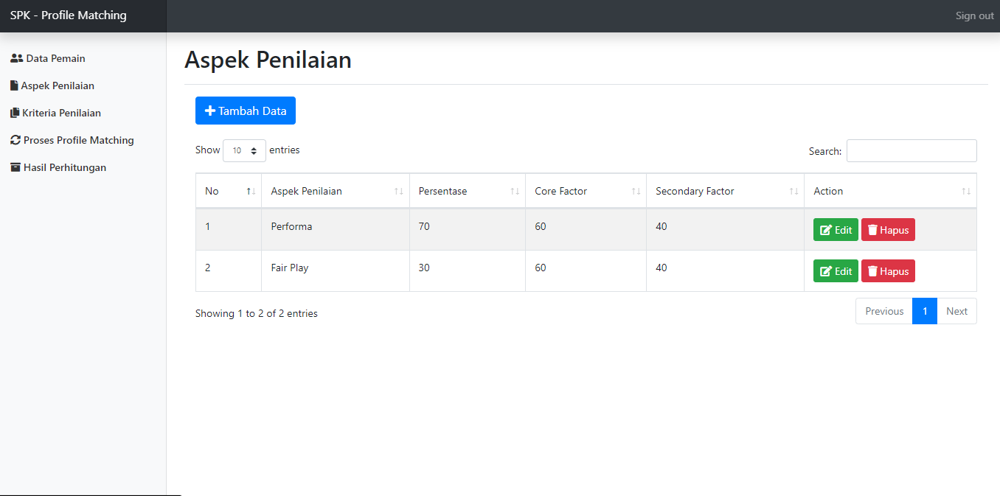 SPK - Profile Matching
Sign out
Data Pemain
Aspek Penilaian
Kriteria Penilaian
Proses Profile Matching
Hasil Perhitungan
Aspek Penilaian
Tambah Data
Show 10 entries
Search:
No Aspek Penilaian Persentase Core Factor Secondary Factor Action
1 Performa 70 60 40 Edit Hapus
2 Fair Play 30 60 40 Edit Hapus
Showing 1 to 2 of 2 entries
Previous 1 Next